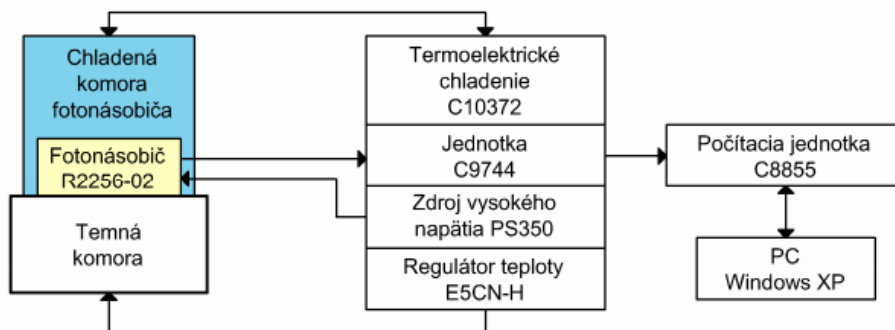 Chladená
komora
fotonásobiča
Fotonásobič
R2256-02
Temná
komora
Termoelektrické
chladenie
C10372
Jednotka
C9744
Zdroj vysokého
napätia PS350
Regulátor teploty
E5CN-H
Počítacia jednotka
C8855
PC
Windows XP